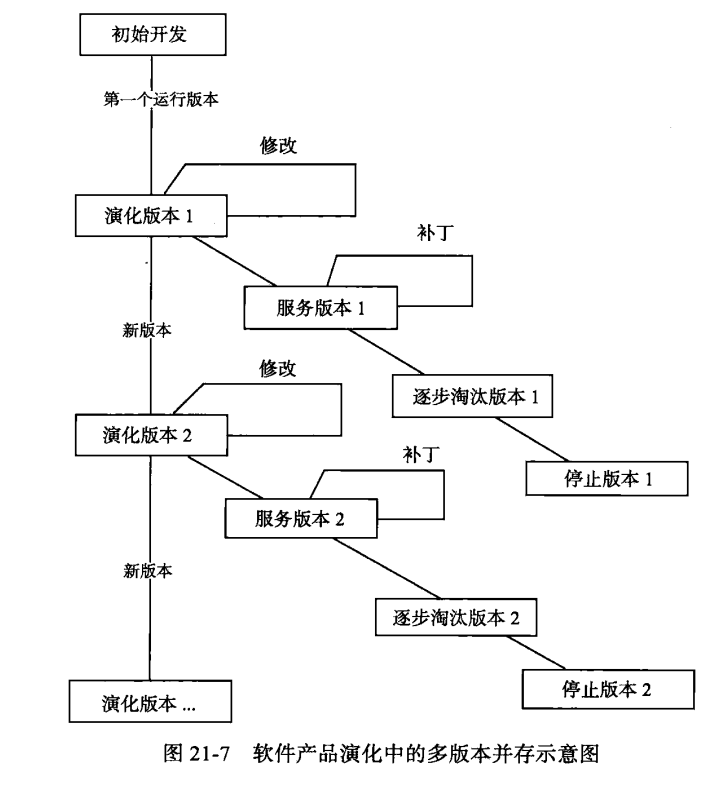 初始开发
第一个运行版本
修改
演化版本 1
补丁
服务版本 1
新版本
修改
逐步淘汰版本 1
演化版本 2
补丁
停止版本 1
服务版本 2
新版本
逐步淘汰版本 2
停止版本 2
演化版本 ...
图 21-7 软件产品演化中的多版本并存示意图